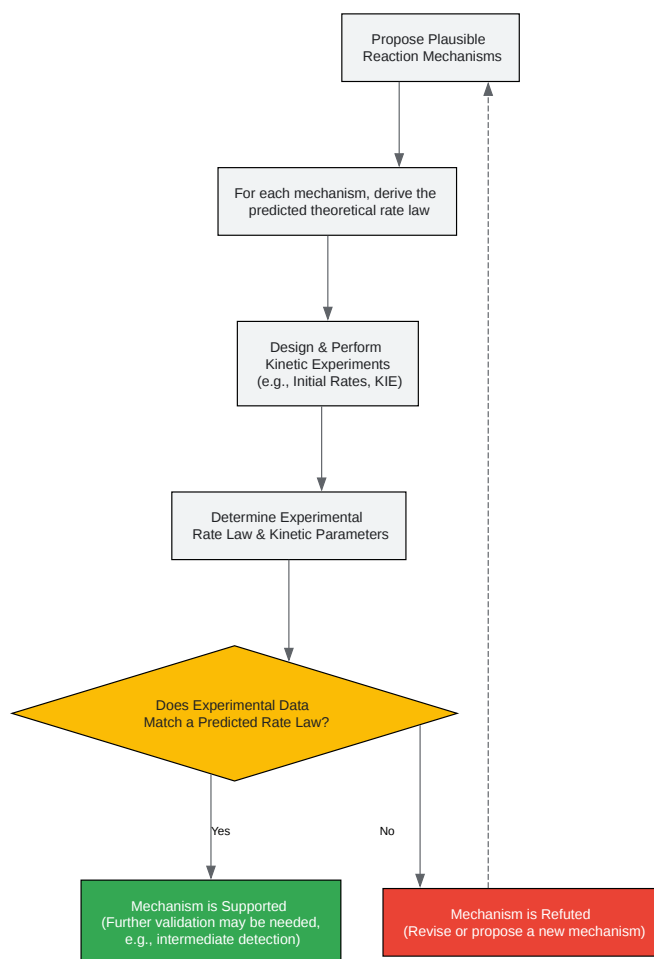 Propose Plausible
Reaction Mechanisms
For each mechanism, derive the
predicted theoretical rate law
Design & Perform
Kinetic Experiments
(e.g., Initial Rates, KIE)
Determine Experimental
Rate Law & Kinetic Parameters
Does Experimental Data
Match a Predicted Rate Law?
Yes
No
Mechanism is Supported
(Further validation may be needed,
e.g., intermediate detection)
Mechanism is Refuted
(Revise or propose a new mechanism)